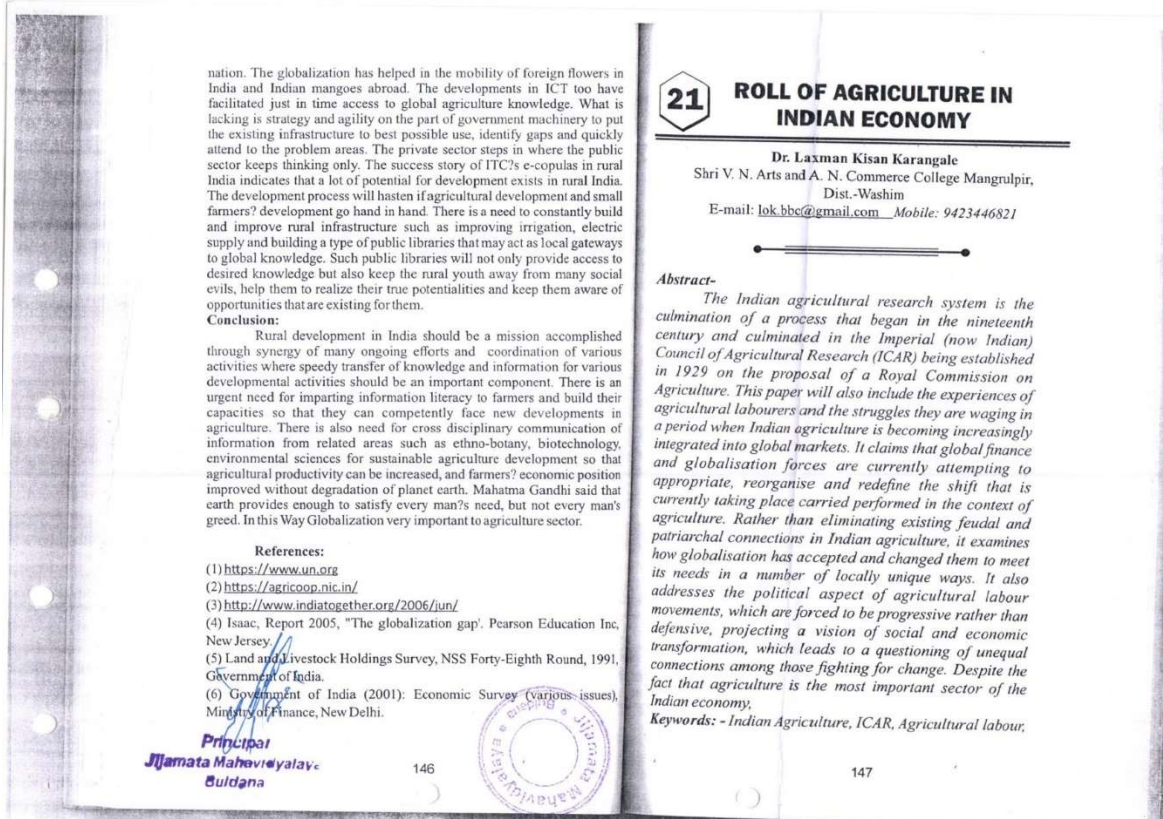 nation. The globalization has helped in the mobility of foreign flowers in
India and Indian mangoes abroad. The developments in ICT too have
facilitated just in time access to global agriculture knowledge. What is
lacking is strategy and agility on the part of government machinery to put
the existing infrastructure to best possible use, identify gaps and quickly
attend to the problem areas. The private sector steps in where the public
sector keeps thinking only. The success story of ITC?s e-copulas in rural
India indicates that a lot of potential for development exists in rural India.
The development process will hasten if agricultural development and small
farmers? development go hand in hand. There is a need to constantly build
and improve rural infrastructure such as improving irrigation, electric
supply and building a type of public libraries that may act as local gateways
to global knowledge. Such public libraries will not only provide access to
desired knowledge but also keep the rural youth away from many social
evils, help them to realize their true potentialities and keep them aware of
opportunities that are existing for them.
Conclusion:
Rural development in India should be a mission accomplished
through synergy of many ongoing efforts and coordination of various
activities where speedy transfer of knowledge and information for various
developmental activities should be an important component. There is an
urgent need for imparting information literacy to farmers and build their
capacities so that they can competently face new developments in
agriculture. There is also need for cross disciplinary communication of
information from related areas such as ethno-botany, biotechnology,
environmental sciences for sustainable agriculture development so that
agricultural productivity can be increased, and farmers? economic position
improved without degradation of planet earth. Mahatma Gandhi said that
earth provides enough to satisfy every man?s need, but not every man's
greed. In this Way Globalization very important to agriculture sector.
References:
(1) https://www.un.org
(2) https://agricoop.nic.in/
(3) http://www.indiatogether.org/2006/jun/
(4) Isaac, Report 2005, "The globalization gap'. Pearson Education Inc,
New Jersey.
(5) Land and Livestock Holdings Survey, NSS Forty-Eighth Round, 1991,
Government of India.
(6) Government of India (2001): Economic Survey (various issues),
Ministry of Finance, New Delhi.
Principal
Jijamata Mahavidyalaya
Buldana
Jijamata Mahavidyalaya * Buldana *
146
21
ROLL OF AGRICULTURE IN
INDIAN ECONOMY
Dr. Laxman Kisan Karangale
Shri V. N. Arts and A. N. Commerce College Mangrulpir,
Dist.-Washim
E-mail: lok.bbc@gmail.com Mobile: 9423446821
Abstract-
The Indian agricultural research system is the
culmination of a process that began in the nineteenth
century and culminated in the Imperial (now Indian)
Council of Agricultural Research (ICAR) being established
in 1929 on the proposal of a Royal Commission on
Agriculture. This paper will also include the experiences of
agricultural labourers and the struggles they are waging in
a period when Indian agriculture is becoming increasingly
integrated into global markets. It claims that global finance
and globalisation forces are currently attempting to
appropriate, reorganise and redefine the shift that is
currently taking place carried performed in the context of
agriculture. Rather than eliminating existing feudal and
patriarchal connections in Indian agriculture, it examines
how globalisation has accepted and changed them to meet
its needs in a number of locally unique ways. It also
addresses the political aspect of agricultural labour
movements, which are forced to be progressive rather than
defensive, projecting a vision of social and economic
transformation, which leads to a questioning of unequal
connections among those fighting for change. Despite the
fact that agriculture is the most important sector of the
Indian economy,
Keywords: - Indian Agriculture, ICAR, Agricultural labour,
147